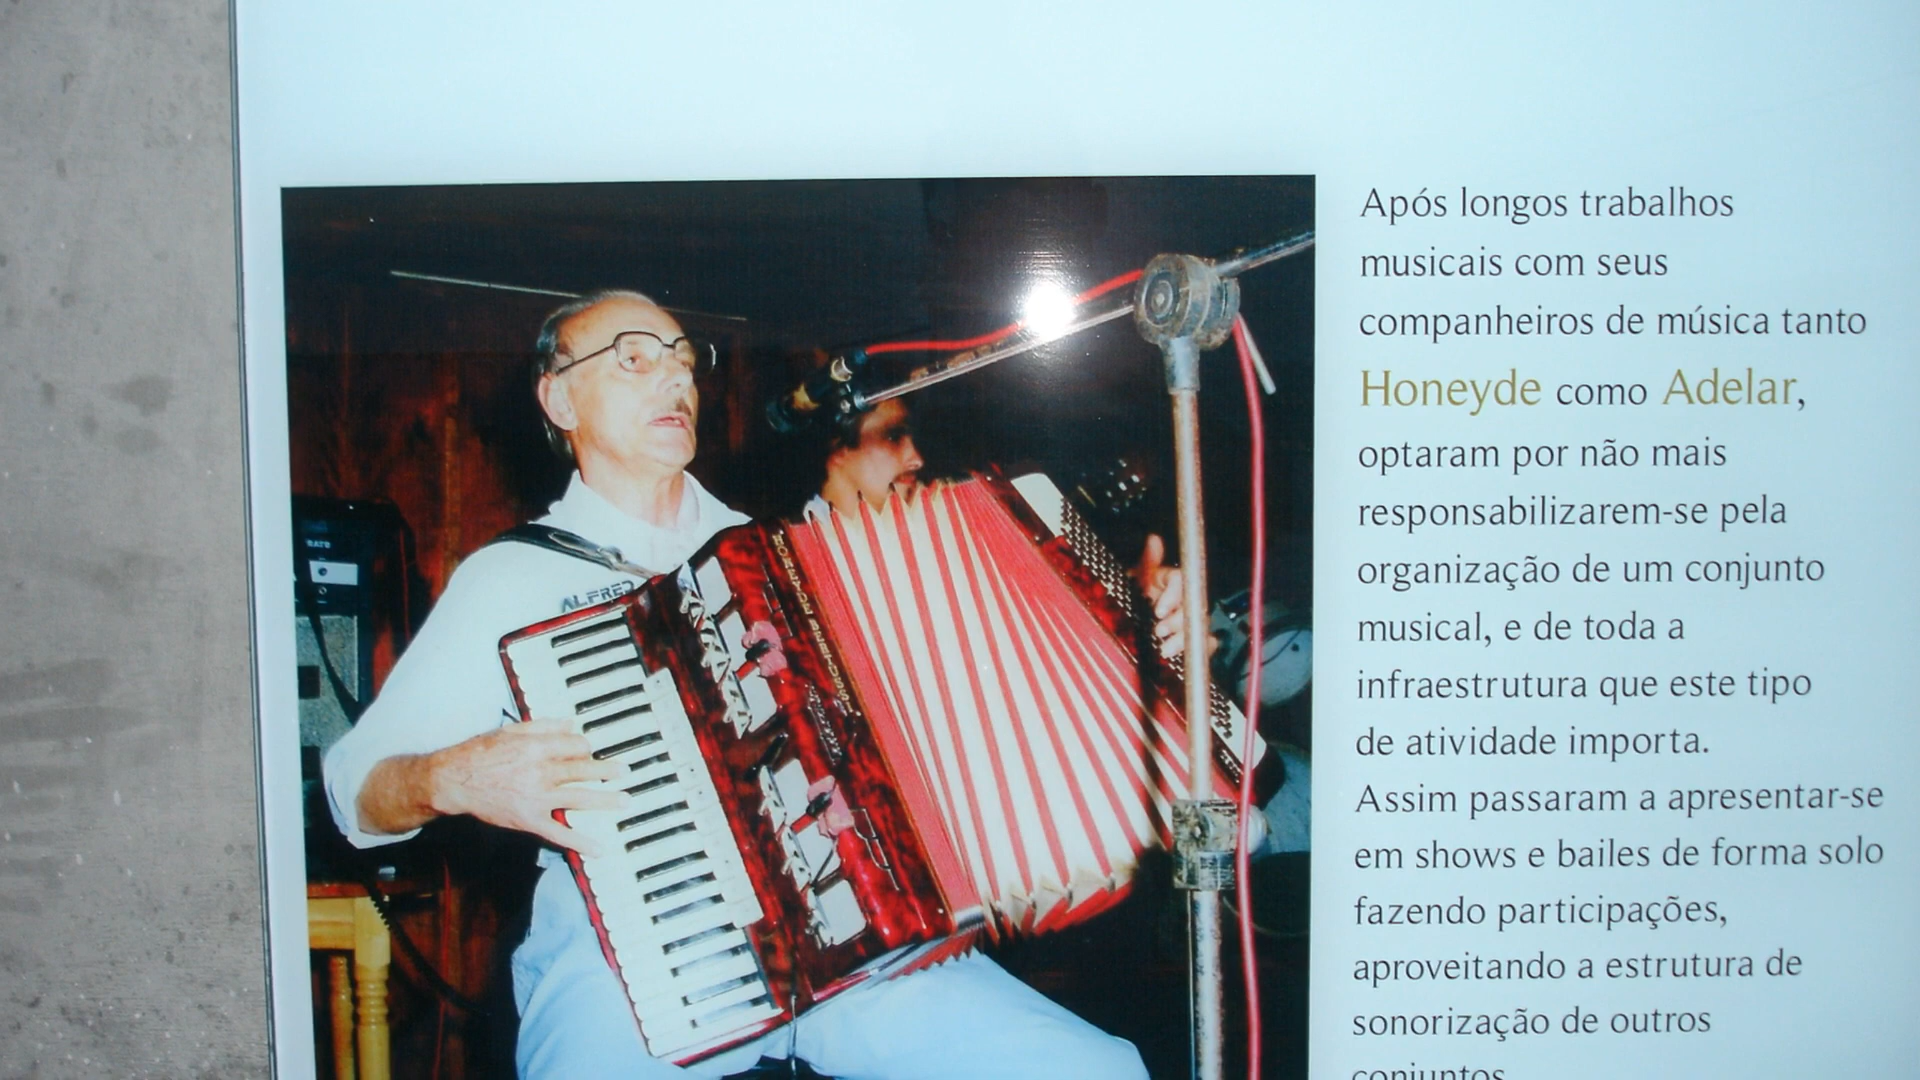 Após longos trabalhos
musicais com seus
companheiros de música tanto
Honeyde como Adelar,
optaram por não mais
responsabilizarem-se pela
organização de um conjunto
musical, e de toda a
infraestrutura que este tipo
de atividade importa.
Assim passaram a apresentar-se
em shows e bailes de forma solo
fazendo participações,
aproveitando a estrutura de
sonorização de outros
conjuntos
ALFRED